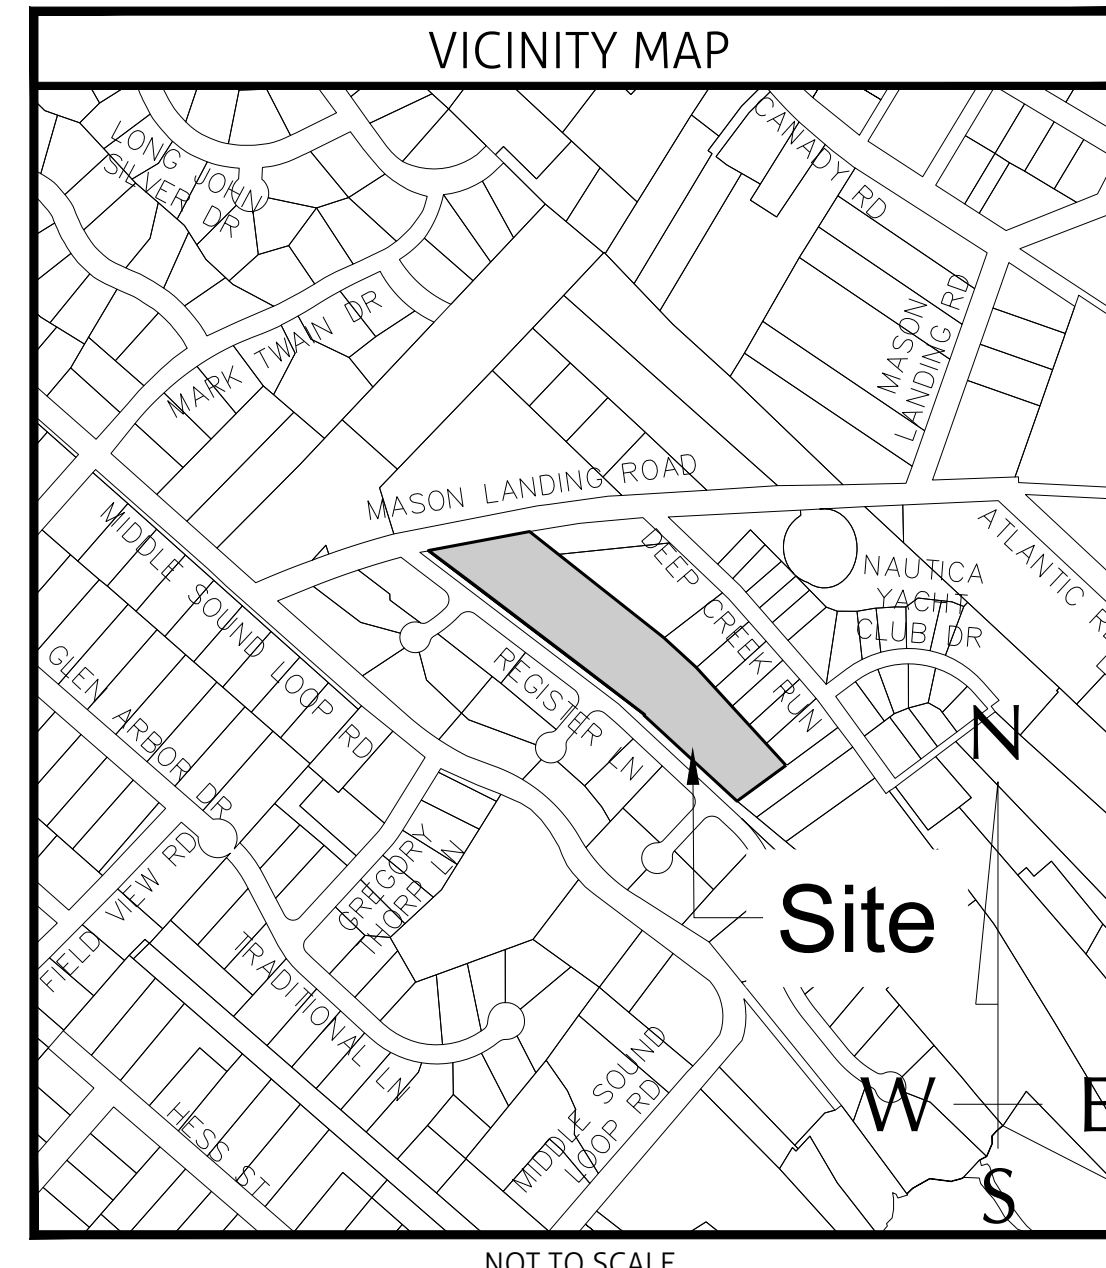 VICINITY MAP
LONG JOHN
SILVER DR
CANADY RD
MARK TWAIN DR
MASON
LANDING RD
MASON LANDING ROAD
MIDDLE SOUND LOOP RD
DEEP CREEK RUN
ATLANTIC
NAUTICA
YACHT
CLUB DR
GLEN ARBOR DR
REGISTER LN
N
FIELD VIEW RD
GREGORY
THORP LN
Site
TRADITIONAL LN
MIDDLE SOUND
LOOP RD
W
E
HESS ST
S
NOT TO SCALE